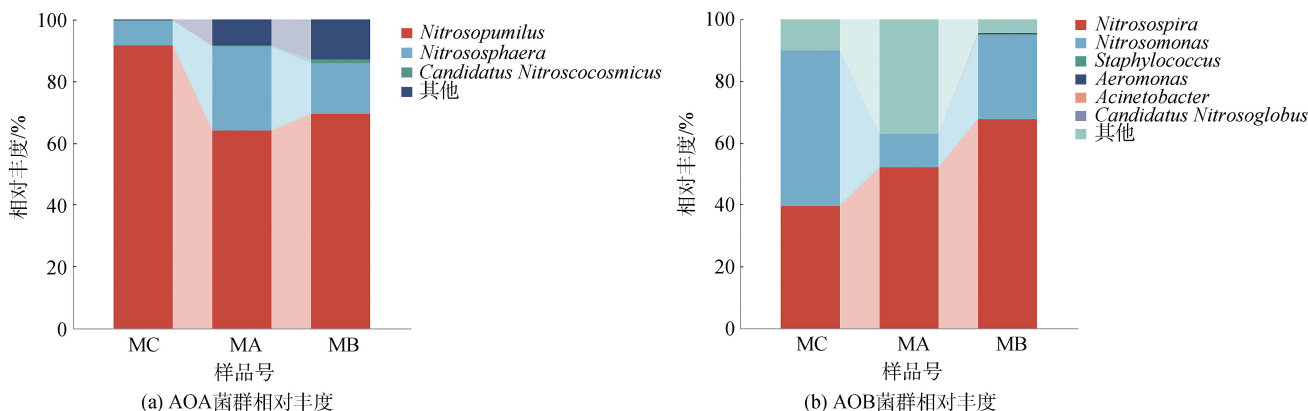 100
80
60
40
20
0
相对丰度/%
MC
MA
MB
样品号
Nitrosopumilus
Nitrososphaera
Candidatus Nitroscocosmicus
其他
(a) AOA菌群相对丰度
100
80
60
40
20
0
相对丰度/%
MC
MA
MB
样品号
Nitrosospira
Nitrosomonas
Staphylococcus
Aeromonas
Acinetobacter
Candidatus Nitrosoglobus
其他
(b) AOB菌群相对丰度